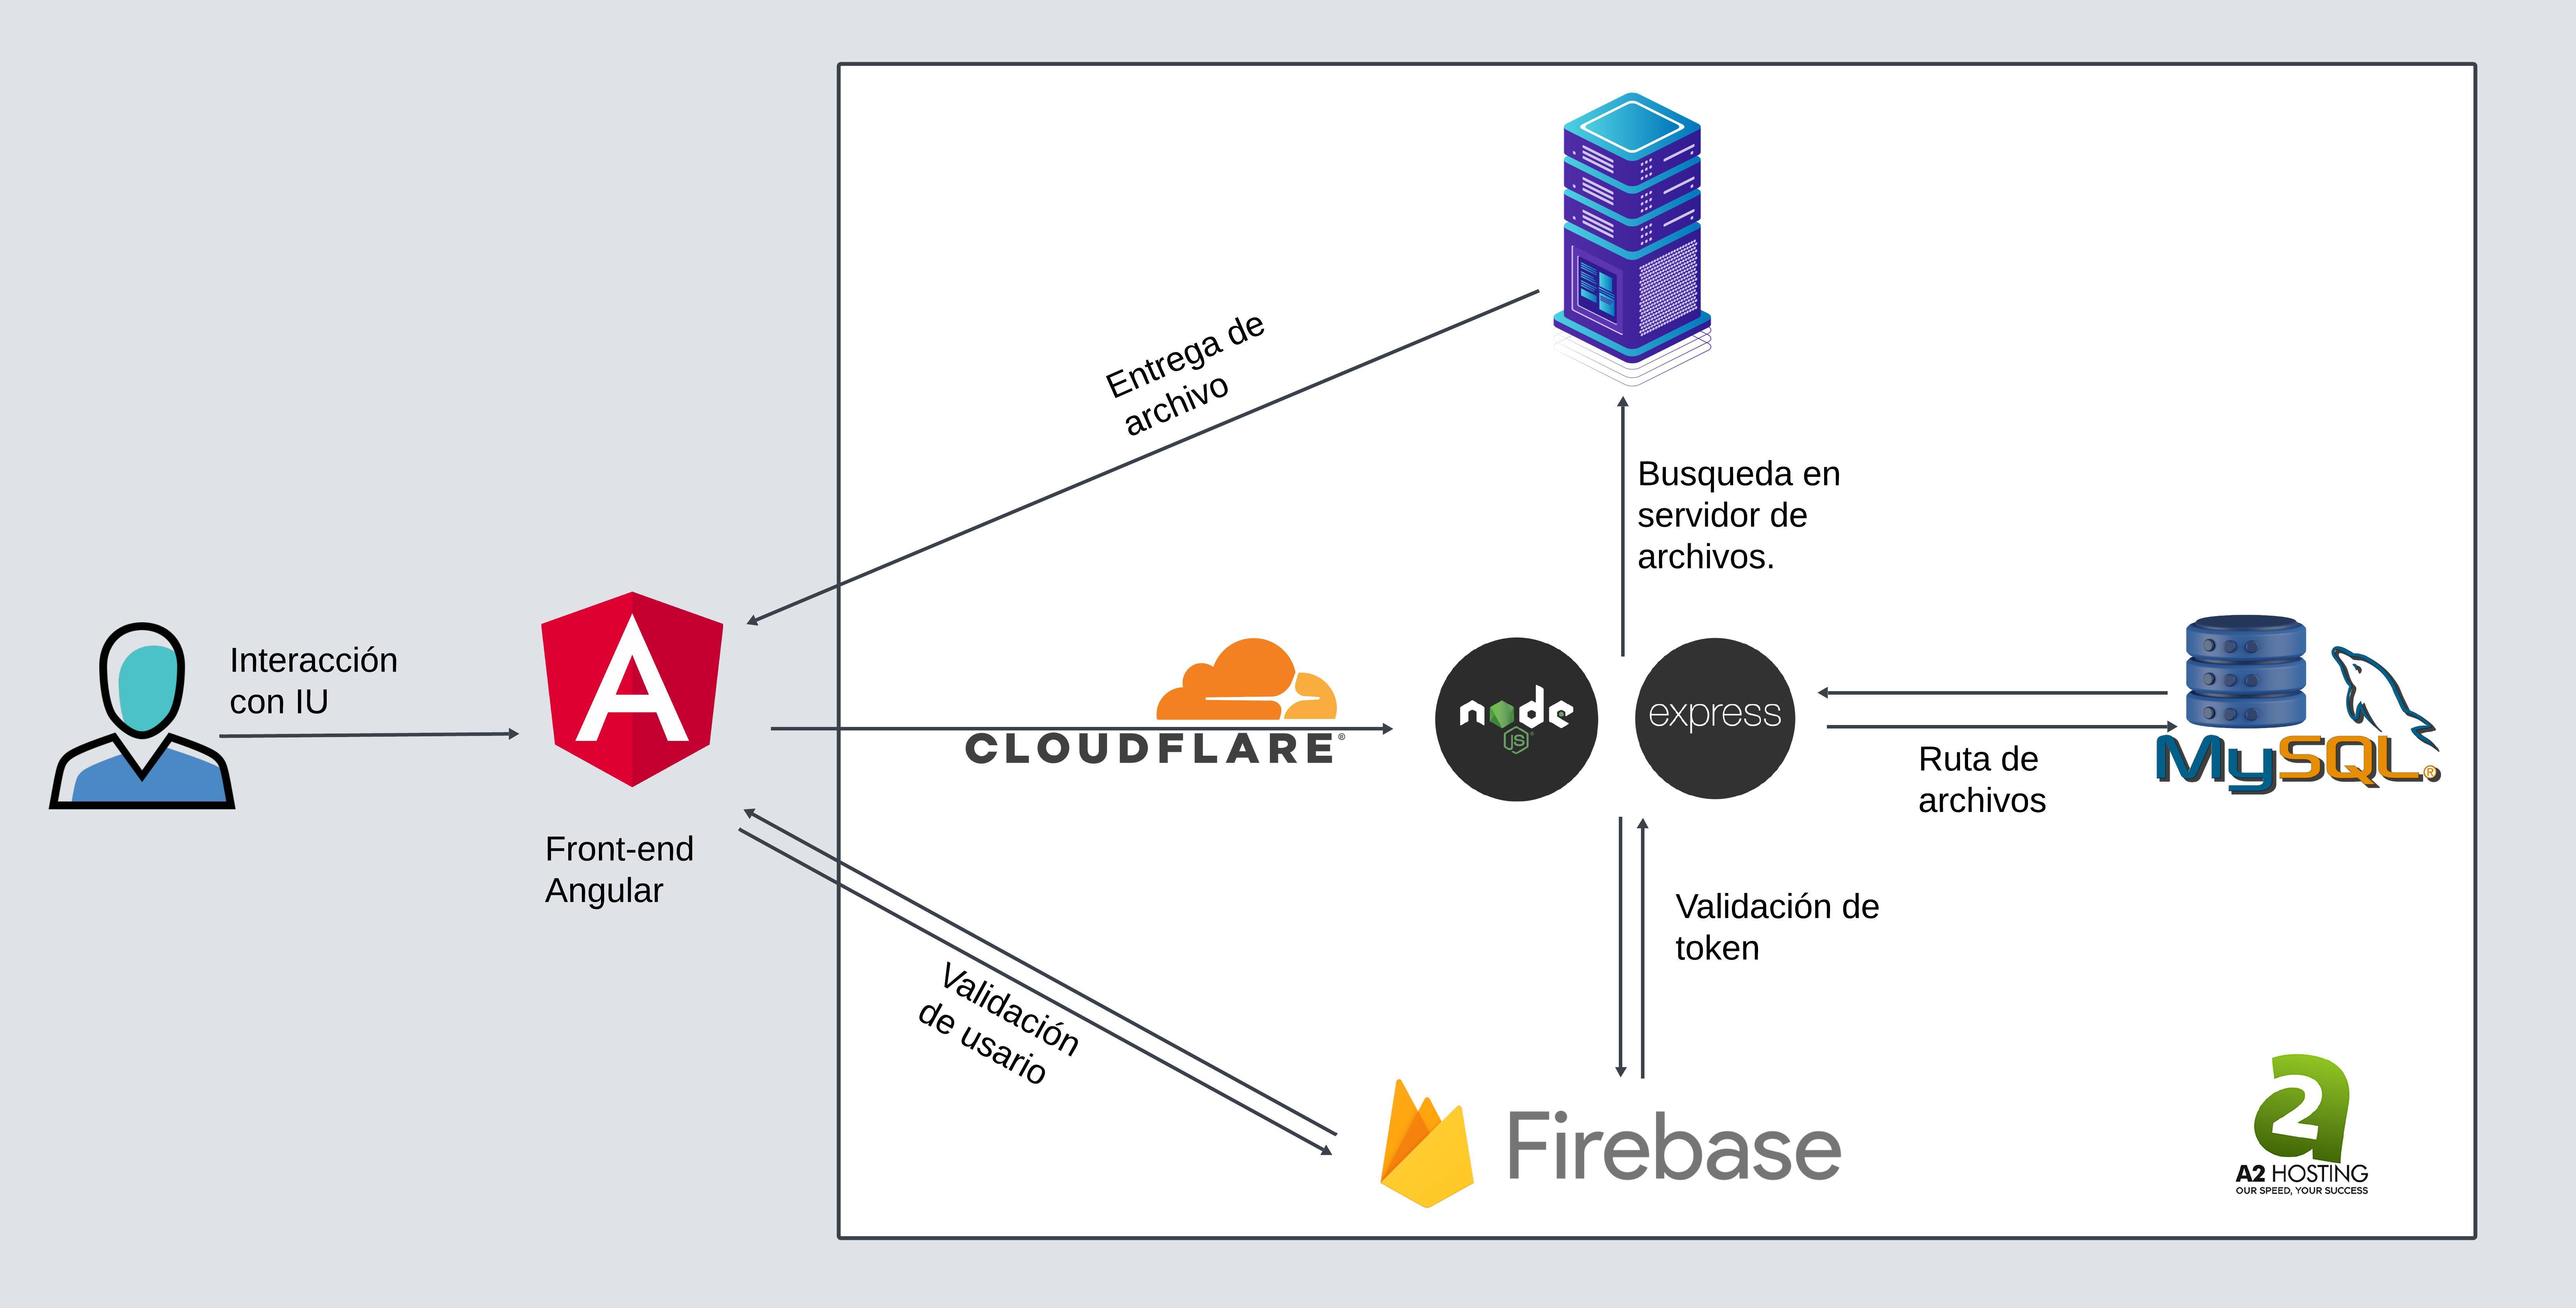 Entrega de
archivo
Busqueda en
servidor de
archivos.
Interacción
con IU
Front-end
Angular
CLOUDFLARE®
node
JS
express
Ruta de
archivos
MySQL®
Validación de
token
Validación
de usario
Firebase
a2
A2 HOSTING
OUR SPEED, YOUR SUCCESS